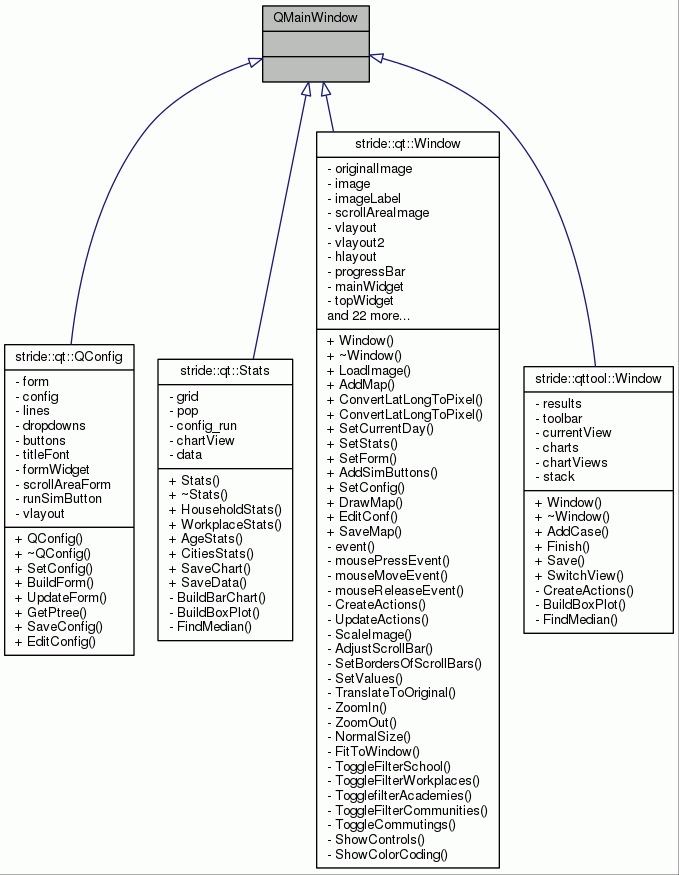 QMainWindow
stride::qt::Window
- originalImage
- image
- imageLabel
- scrollAreaImage
- vlayout
- vlayout2
- hlayout
- progressBar
- mainWidget
- topWidget
and 22 more...
+ Window()
+ ~Window()
+ LoadImage()
+ AddMap()
+ ConvertLatLongToPixel()
+ ConvertLatLongToPixel()
+ SetCurrentDay()
+ SetStats()
+ SetForm()
+ AddSimButtons()
+ SetConfig()
+ DrawMap()
+ EditConf()
+ SaveMap()
- event()
- mousePressEvent()
- mouseMoveEvent()
- mouseReleaseEvent()
- CreateActions()
- UpdateActions()
- ScaleImage()
- AdjustScrollBar()
- SetBordersOfScrollBars()
- SetValues()
- TranslateToOriginal()
- ZoomIn()
- ZoomOut()
- NormalSize()
- FitToWindow()
- ToggleFilterSchool()
- ToggleFilterWorkplaces()
- TogglefilterAcademies()
- ToggleFilterCommunities()
- ToggleCommutings()
- ShowControls()
- ShowColorCoding()
stride::qt::QConfig
- form
- config
- lines
- dropdowns
- buttons
- titleFont
- formWidget
- scrollAreaForm
- runSimButton
- vlayout
+ QConfig()
+ ~QConfig()
+ SetConfig()
+ BuildForm()
+ UpdateForm()
+ GetPtree()
+ SaveConfig()
+ EditConfig()
stride::qt::Stats
- grid
- pop
- config_run
- chartView
- data
+ Stats()
+ ~Stats()
+ HouseholdStats()
+ WorkplaceStats()
+ AgeStats()
+ CitiesStats()
+ SaveChart()
+ SaveData()
- BuildBarChart()
- BuildBoxPlot()
- FindMedian()
stride::qttool::Window
- results
- toolbar
- currentView
- charts
- chartViews
- stack
+ Window()
+ ~Window()
+ AddCase()
+ Finish()
+ Save()
+ SwitchView()
- CreateActions()
- BuildBoxPlot()
- FindMedian()